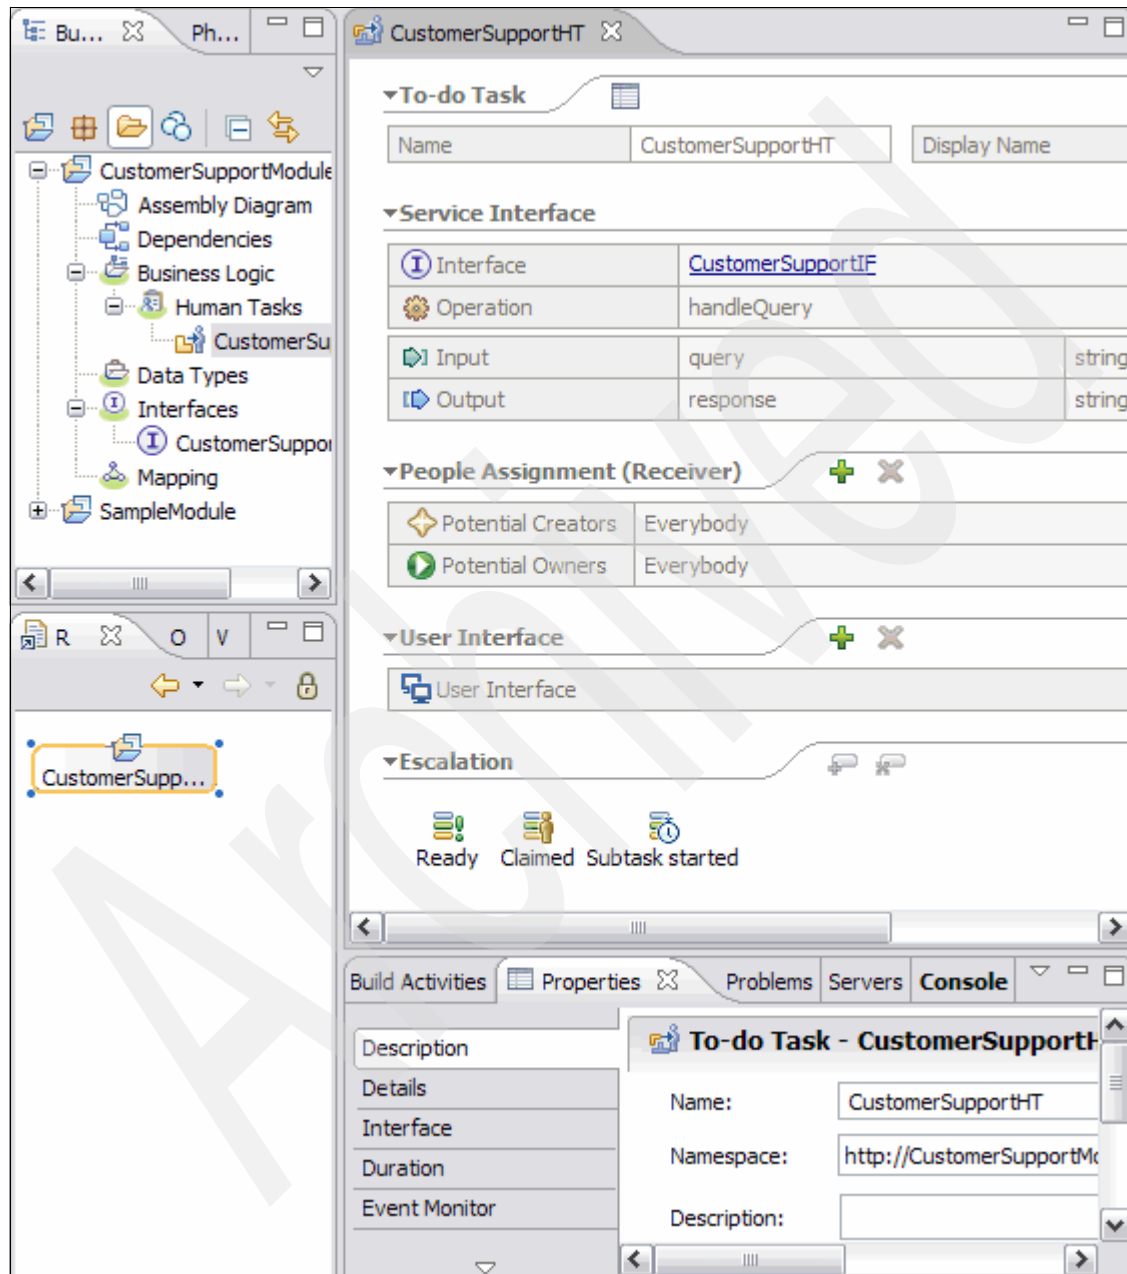 Bu...
Ph...
CustomerSupportModule
Assembly Diagram
Dependencies
Business Logic
Human Tasks
CustomerSu
Data Types
Interfaces
CustomerSuppor
Mapping
SampleModule
R
O
V
CustomerSupp...
CustomerSupportHT
To-do Task
Name CustomerSupportHT Display Name
Service Interface
Interface CustomerSupportIF
Operation handleQuery
Input query string
Output response string
People Assignment (Receiver)
Potential Creators Everybody
Potential Owners Everybody
User Interface
User Interface
Escalation
Ready Claimed Subtask started
Build Activities Properties Problems Servers Console
Description
Details
Interface
Duration
Event Monitor
To-do Task - CustomerSupportH
Name: CustomerSupportHT
Namespace: http://CustomerSupportMo
Description:
Archived